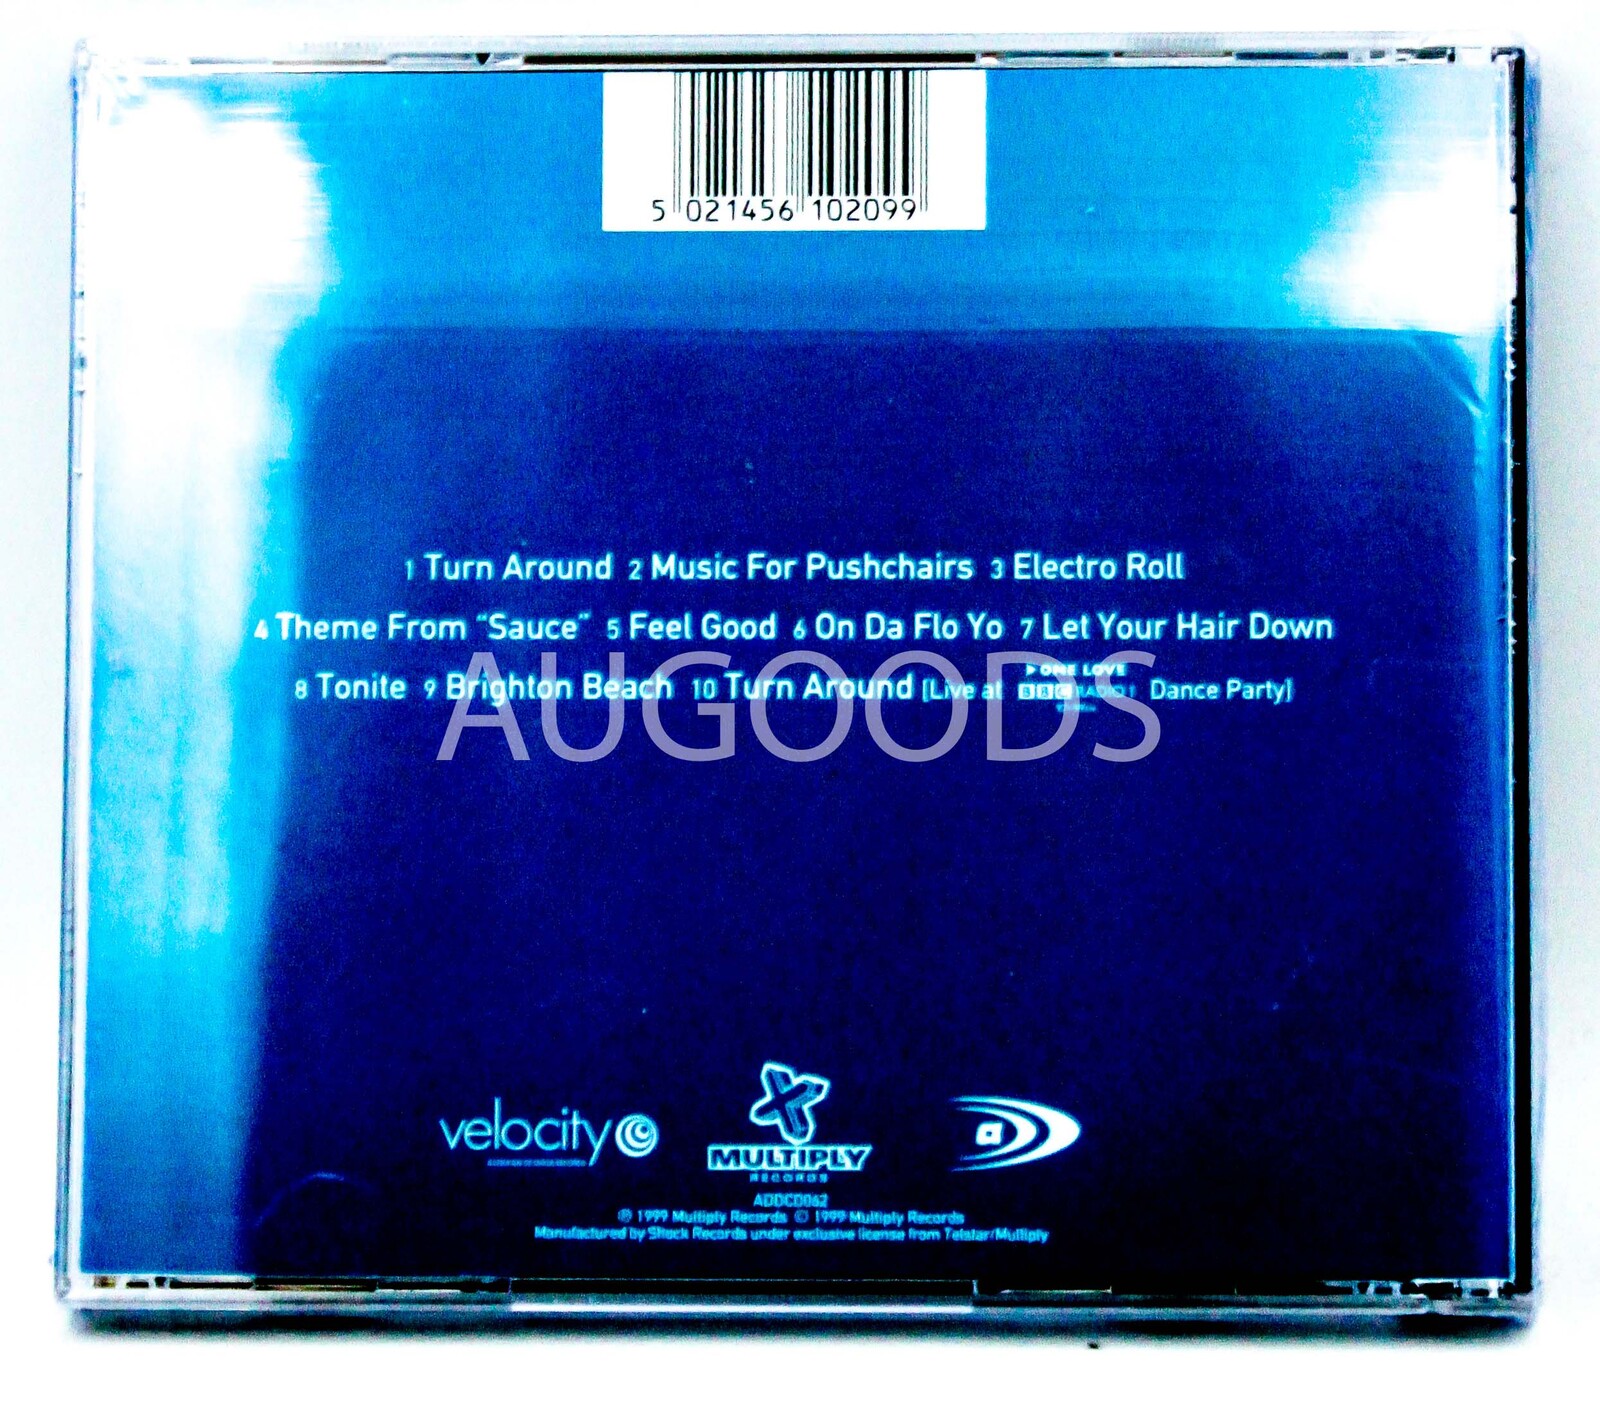 5 021456 102099
1 Turn Around 2 Music For Pushchairs 3 Electro Roll
4 Theme From "Sauce" 5 Feel Good 6 On Da Flo Yo 7 Let Your Hair Down
8 Tonite 9 Brighton Beach 10 Turn Around [Live at ONE LOVE BBC RADIO 1 Dance Party]
AUGOODS
velocity
MULTIPLY
RECORDS
a
ADDCD062
℗ 1999 Multiply Records © 1999 Multiply Records
Manufactured by Shock Records under exclusive license from Telstar/Multiply